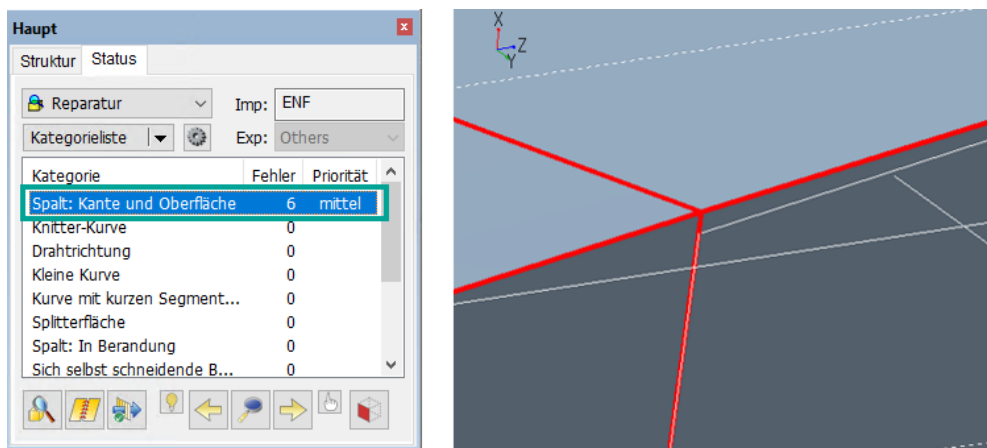 Haupt
Struktur Status
Reparatur Imp: ENF
Kategorieliste Exp: Others
Kategorie Fehler Priorität
Spalt: Kante und Oberfläche 6 mittel
Knitter-Kurve 0
Drahtrichtung 0
Kleine Kurve 0
Kurve mit kurzen Segment... 0
Splitterfläche 0
Spalt: In Berandung 0
Sich selbst schneidende B... 0
X
Z
Y